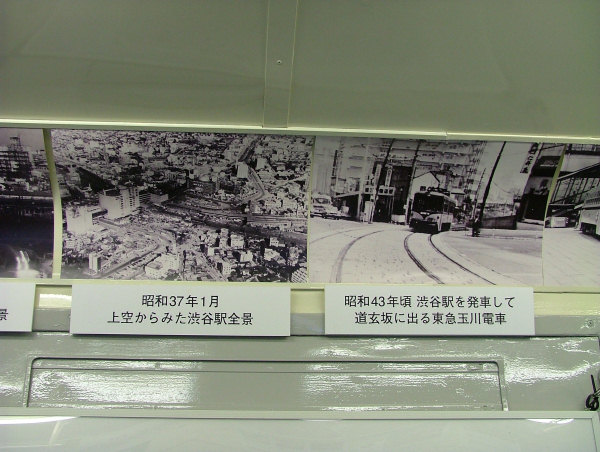 景
昭和37年1月
上空からみた渋谷駅全景
昭和43年頃 渋谷駅を発車して
道玄坂に出る東急玉川電車